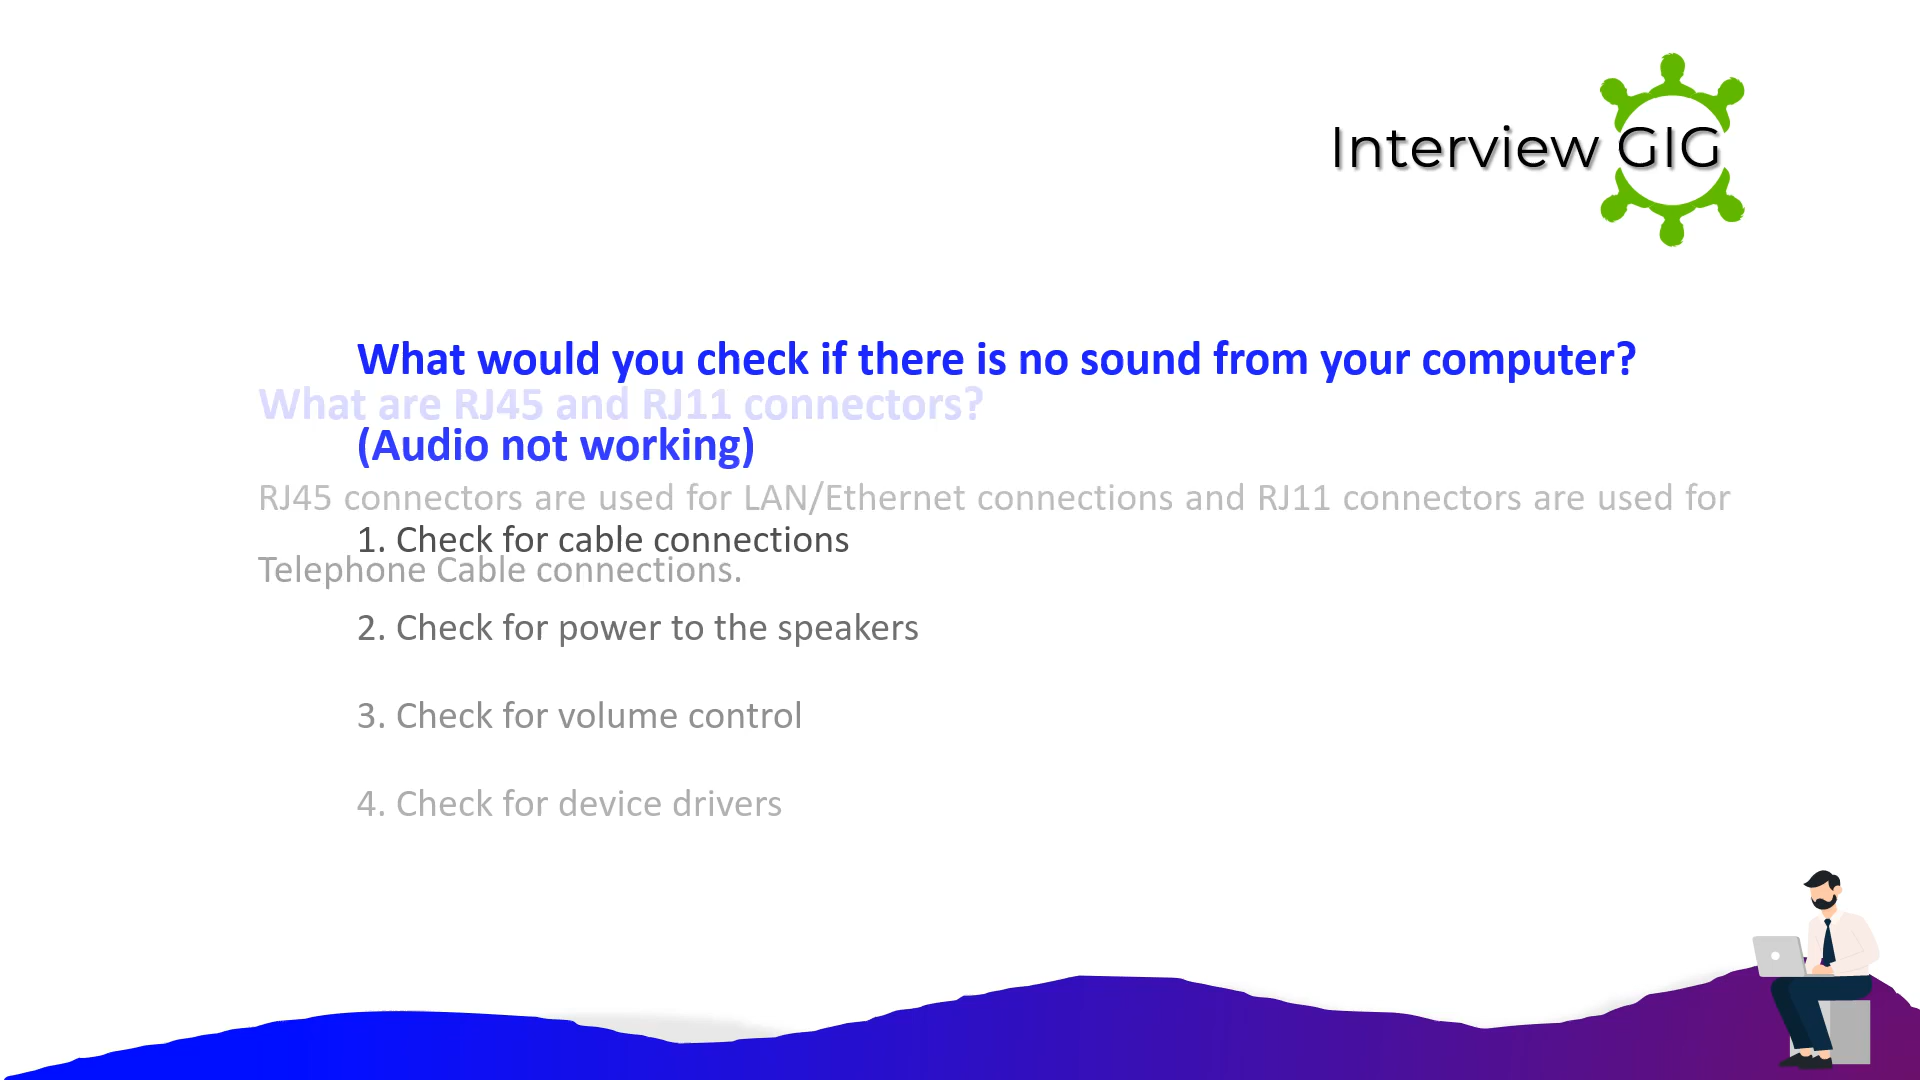 Interview GIG
What would you check if there is no sound from your computer?
What are RJ45 and RJ11 connectors?
(Audio not working)
RJ45 connectors are used for LAN/Ethernet connections and RJ11 connectors are used for
1. Check for cable connections
Telephone Cable connections.
2. Check for power to the speakers
3. Check for volume control
4. Check for device drivers